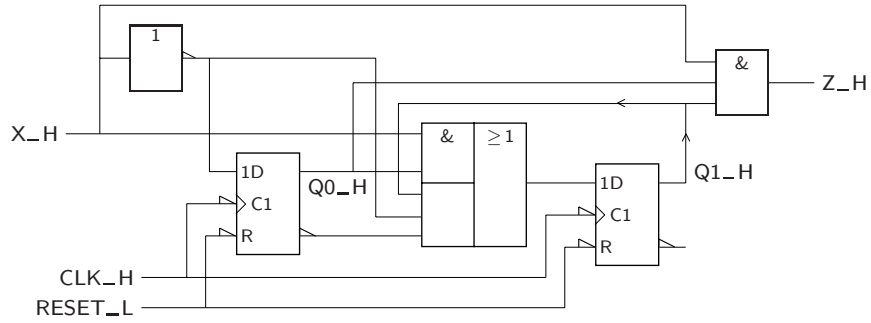 1
&
Z_H
X_H
& ≥1
1D
Q0_H
C1
R
1D
Q1_H
C1
R
CLK_H
RESET_L